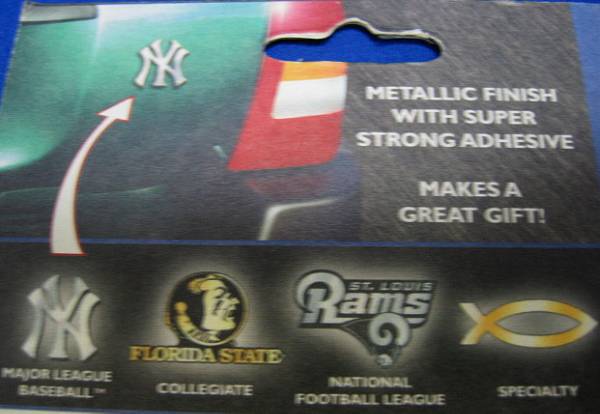 NY
METALLIC FINISH
WITH SUPER
STRONG ADHESIVE
MAKES A
GREAT GIFT!
NY
MAJOR LEAGUE
BASEBALL™
FLORIDA STATE
COLLEGIATE
ST. LOUIS
Rams
NATIONAL
FOOTBALL LEAGUE
SPECIALTY